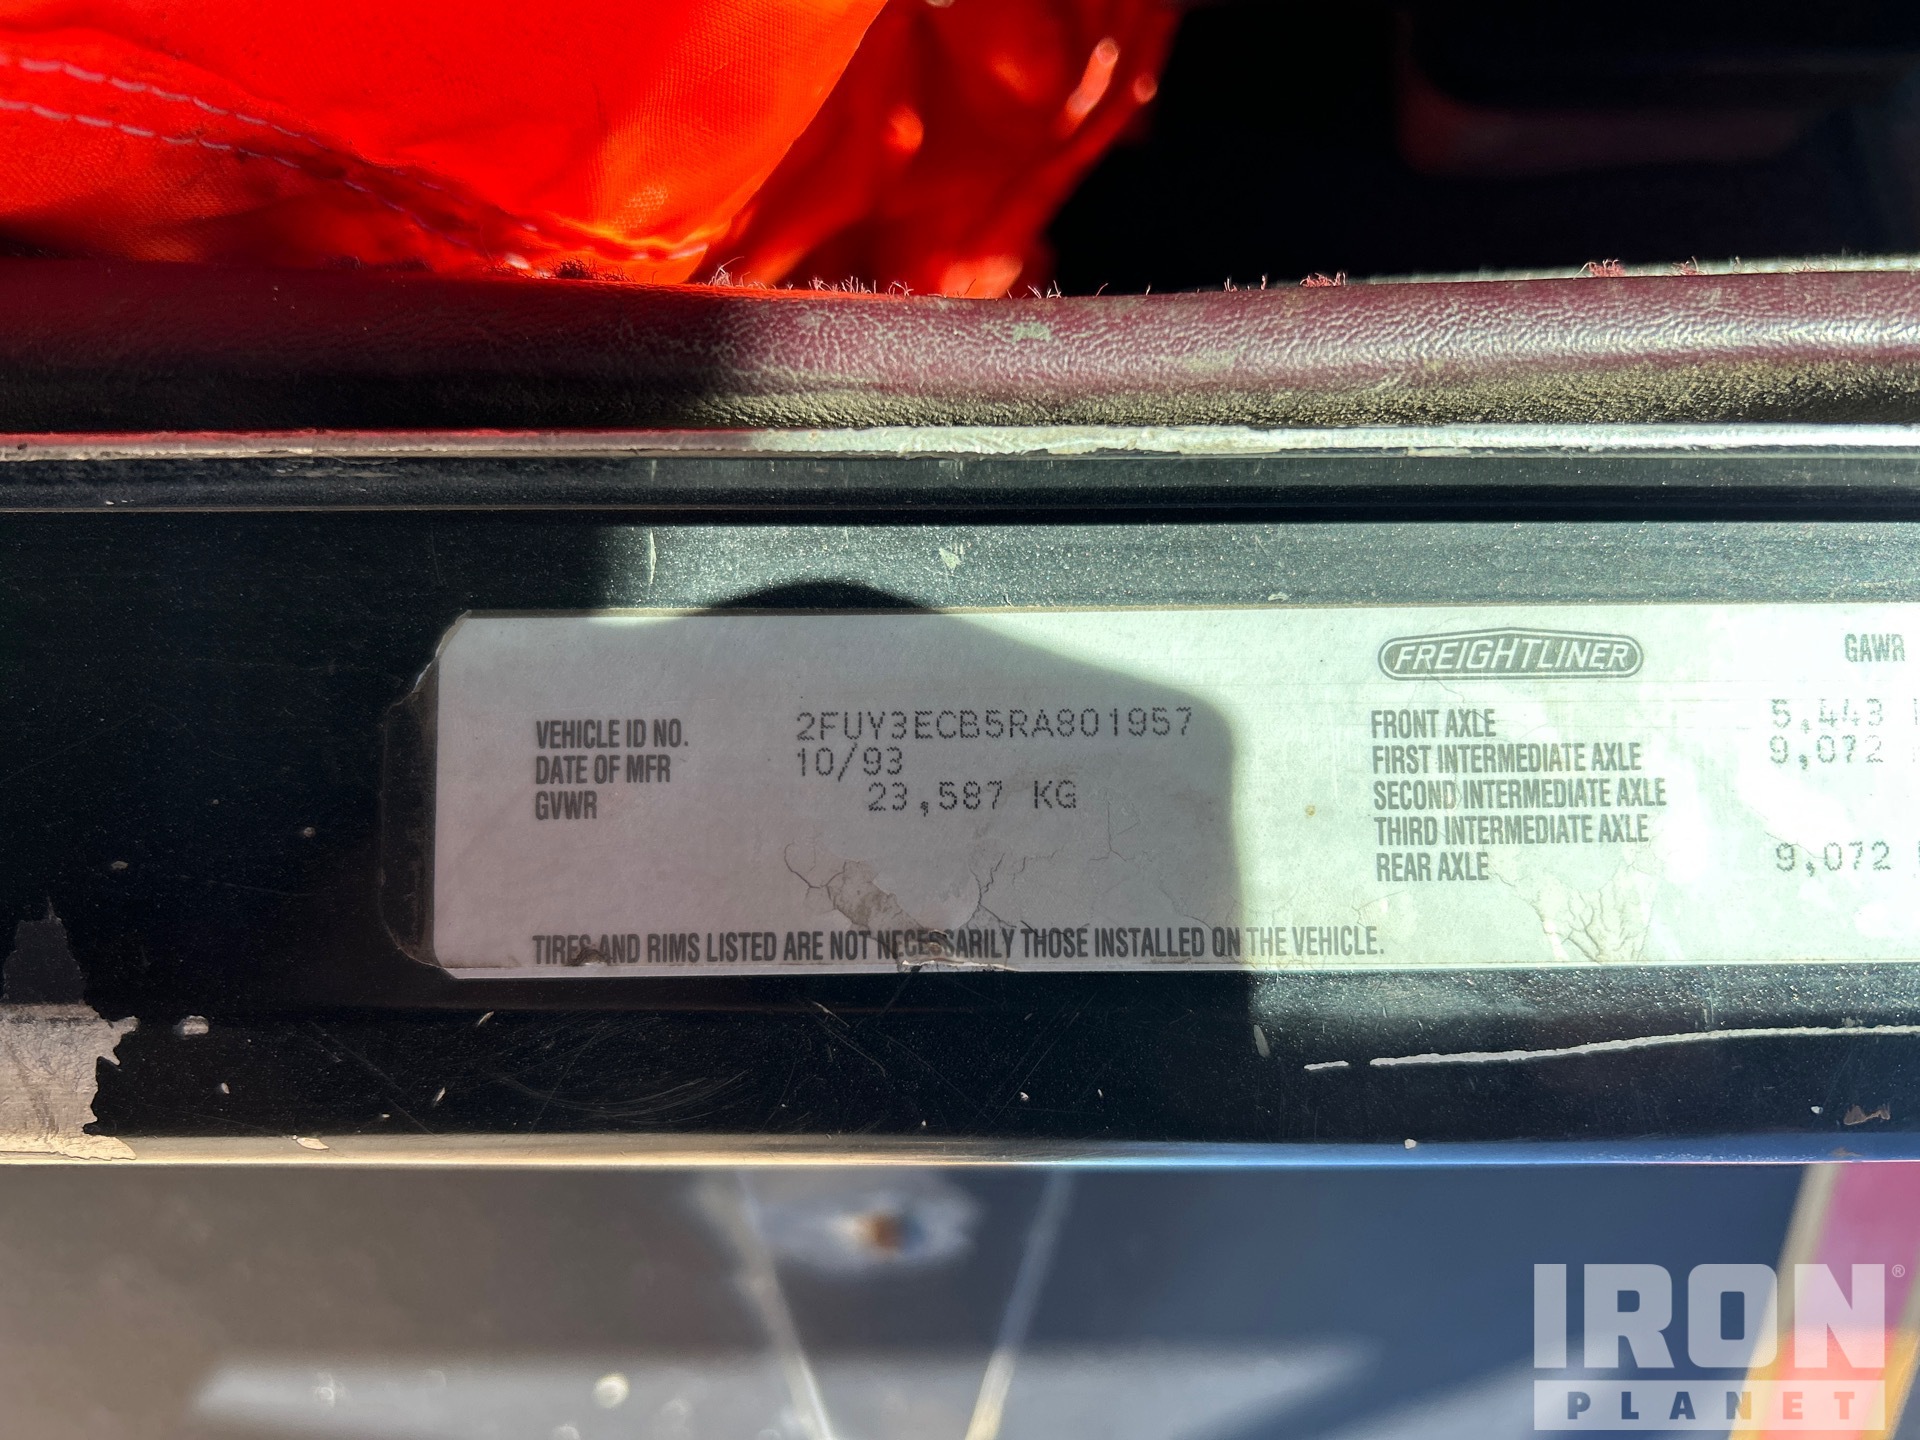 FREIGHTLINER
GAWR
VEHICLE ID NO. 2FUY3ECB5RA801957
DATE OF MFR 10/93
GVWR 23,587 KG
FRONT AXLE 5,443
FIRST INTERMEDIATE AXLE 9,072
SECOND INTERMEDIATE AXLE
THIRD INTERMEDIATE AXLE
REAR AXLE 9,072
TIRES AND RIMS LISTED ARE NOT NECESSARILY THOSE INSTALLED ON THE VEHICLE.
IRON®
PLANET